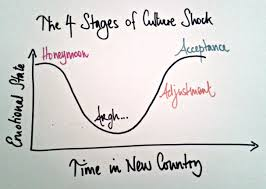 The 4 Stages of Culture Shock
Honeymoon
Acceptance
Argh...
Adjustment
Emotional State
Time in New Country